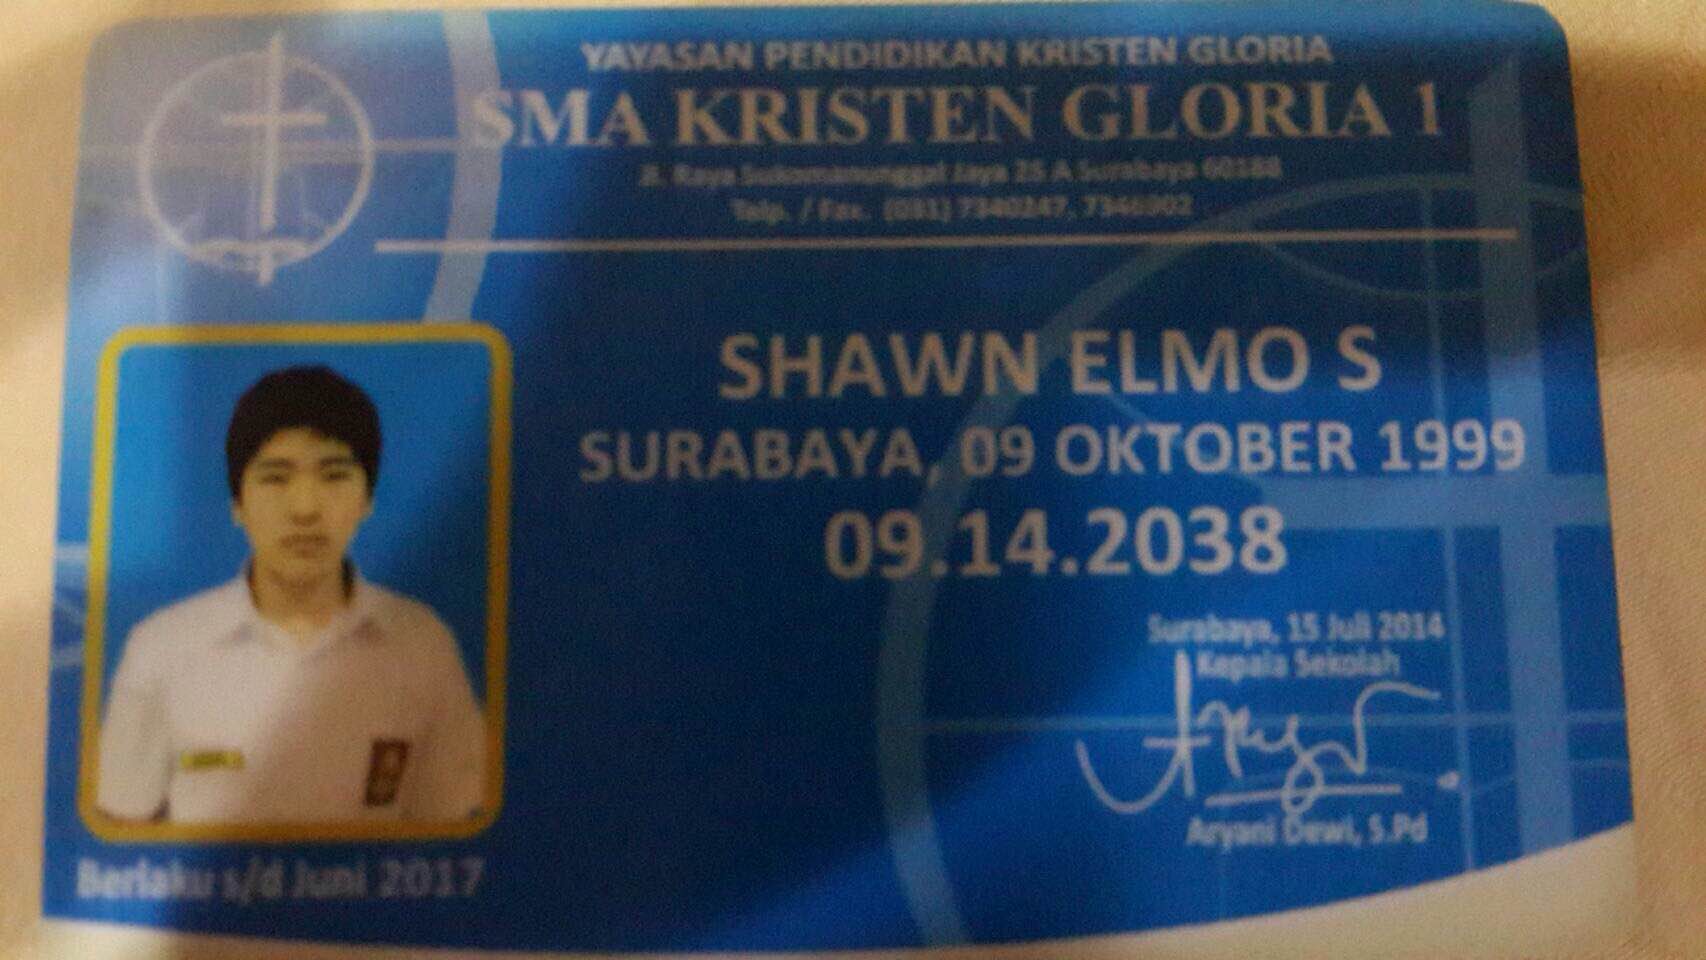 YAYASAN PENDIDIKAN KRISTEN GLORIA
SMA KRISTEN GLORIA 1
Jl. Raya Sukomanunggal Jaya 25 A Surabaya 60188
Telp. / Fax. (031) 7340247,
SHAWN ELMO S
SURABAYA, 09 OKTOBER 1999
09.14.2038
Surabaya, 15 Juli 2014
Kepala Sekolah
Aryani Dewi, S.Pd
Berlaku s/d Juni 2017